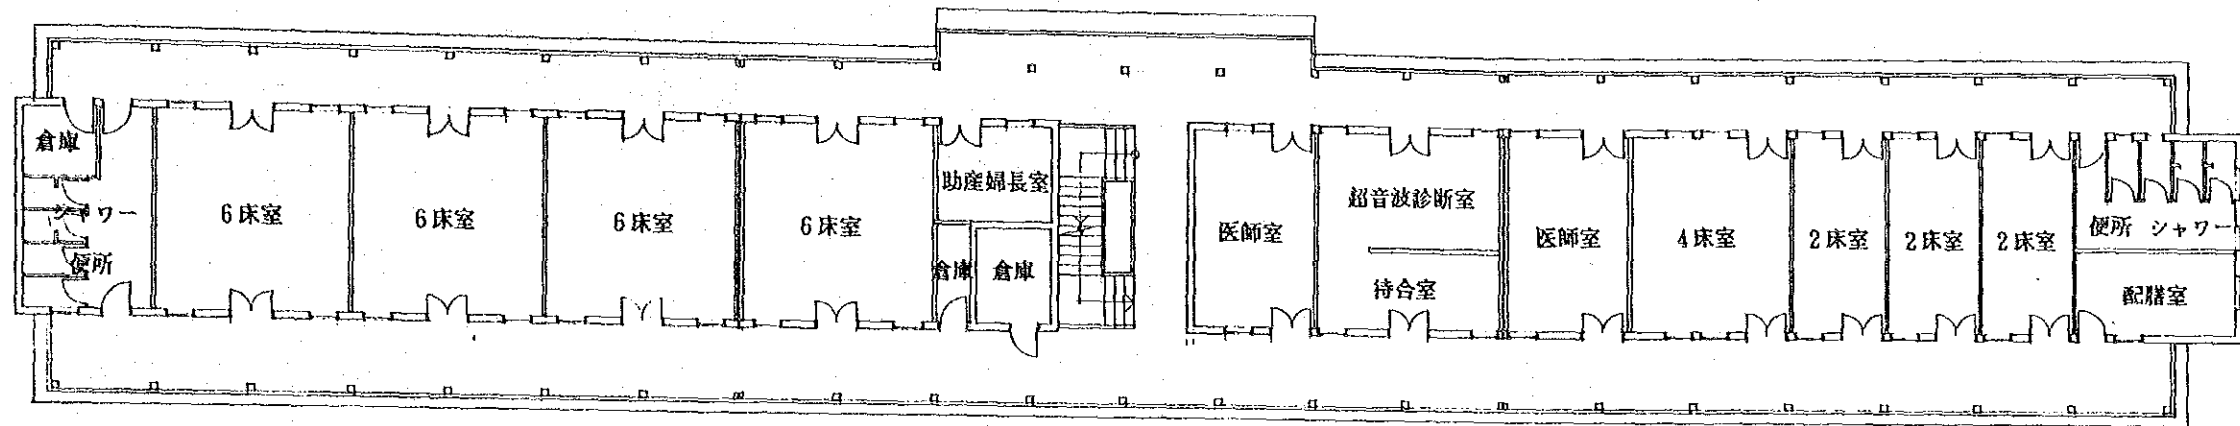 倉庫
シャワー
便所
6床室
6床室
6床室
6床室
助産婦長室
倉庫
倉庫
医師室
超音波診断室
待合室
医師室
4床室
2床室
2床室
2床室
便所 シャワー
配膳室